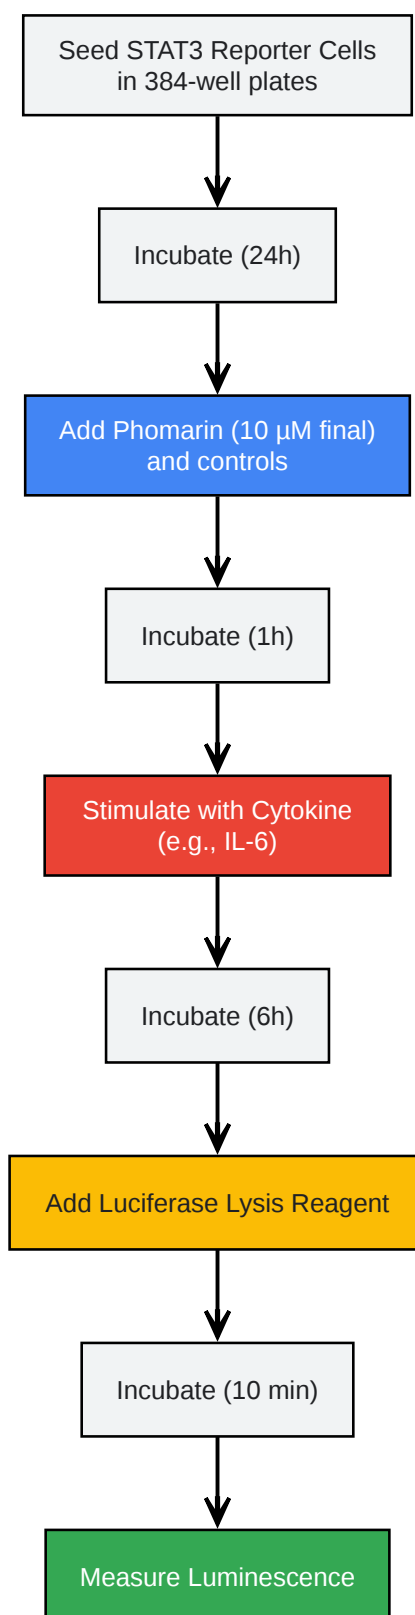 Seed STAT3 Reporter Cells
in 384-well plates
Incubate (24h)
Add Phomarin (10 µM final)
and controls
Incubate (1h)
Stimulate with Cytokine
(e.g., IL-6)
Incubate (6h)
Add Luciferase Lysis Reagent
Incubate (10 min)
Measure Luminescence